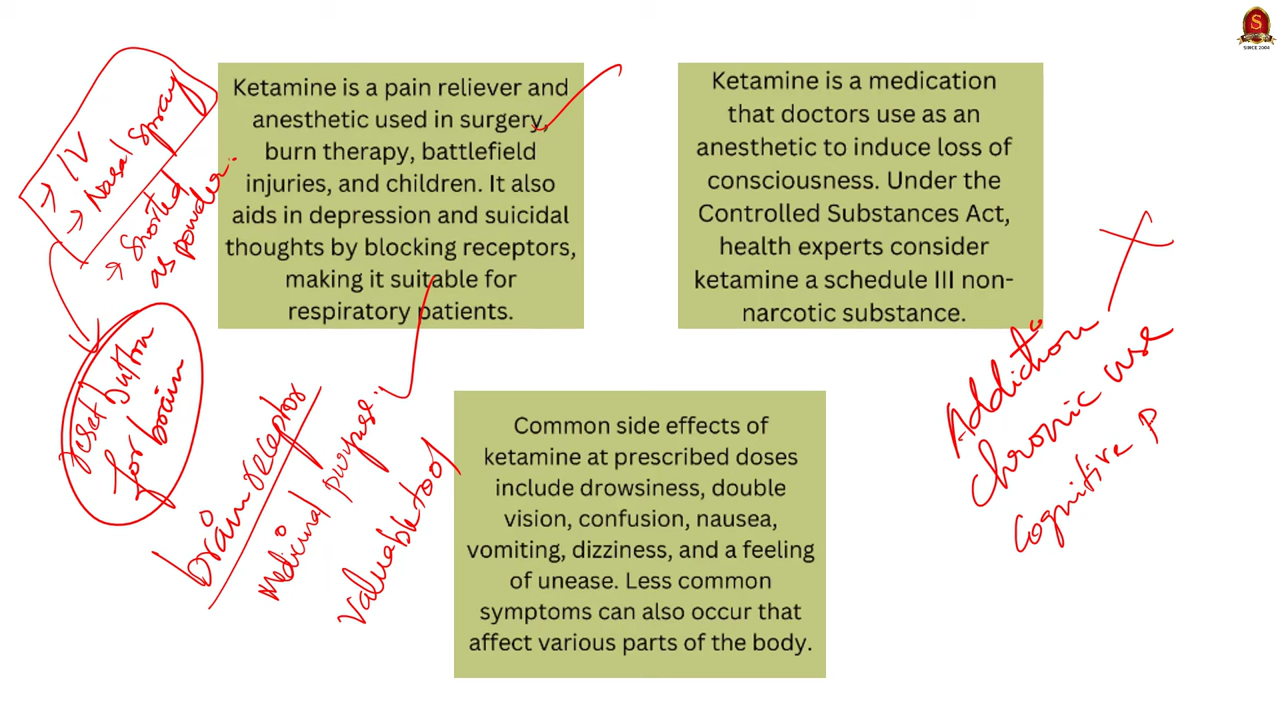 S
SINCE 2004
Ketamine is a pain reliever and
anesthetic used in surgery,
burn therapy, battlefield
injuries, and children. It also
aids in depression and suicidal
thoughts by blocking receptors,
making it suitable for
respiratory patients.
Ketamine is a medication
that doctors use as an
anesthetic to induce loss of
consciousness. Under the
Controlled Substances Act,
health experts consider
ketamine a schedule III non-
narcotic substance.
Common side effects of
ketamine at prescribed doses
include drowsiness, double
vision, confusion, nausea,
vomiting, dizziness, and a feeling
of unease. Less common
symptoms can also occur that
affect various parts of the body.
→ IV
→ Nasal spray
→ Snorted
as powder.
reset button
for brain
brain receptor
Medicinal purpose.
Valuable tool
Addiction
chronic use
Cognitive P